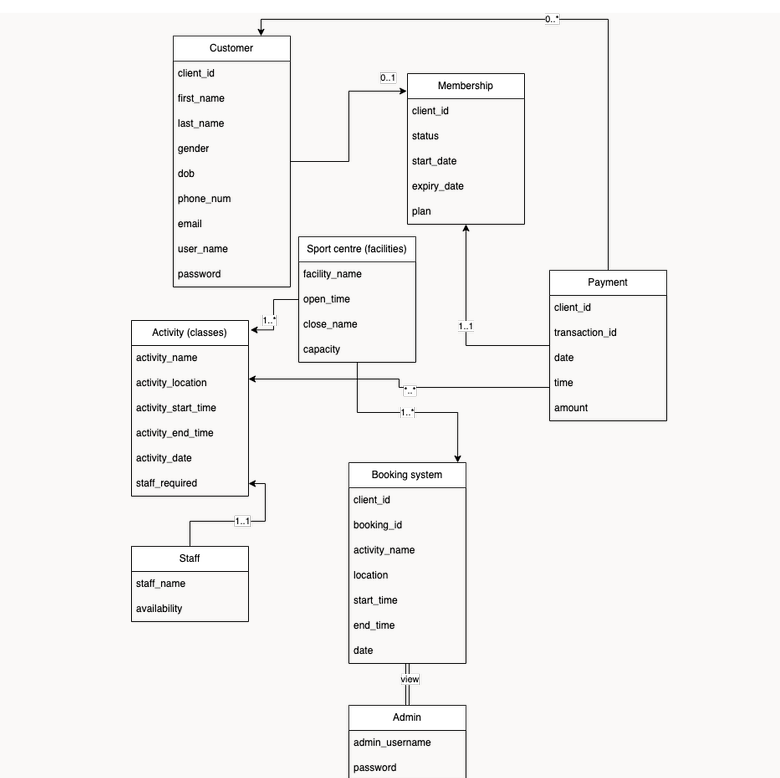 0..*
Customer
client_id
first_name
last_name
gender
dob
phone_num
email
user_name
password
0..1
Membership
client_id
status
start_date
expiry_date
plan
Sport centre (facilities)
facility_name
open_time
close_name
capacity
1..*
Payment
client_id
transaction_id
date
time
amount
1..1
Activity (classes)
activity_name
activity_location
activity_start_time
activity_end_time
activity_date
staff_required
*..*
1..*
Booking system
client_id
booking_id
activity_name
location
start_time
end_time
date
1..1
Staff
staff_name
availability
view
Admin
admin_username
password